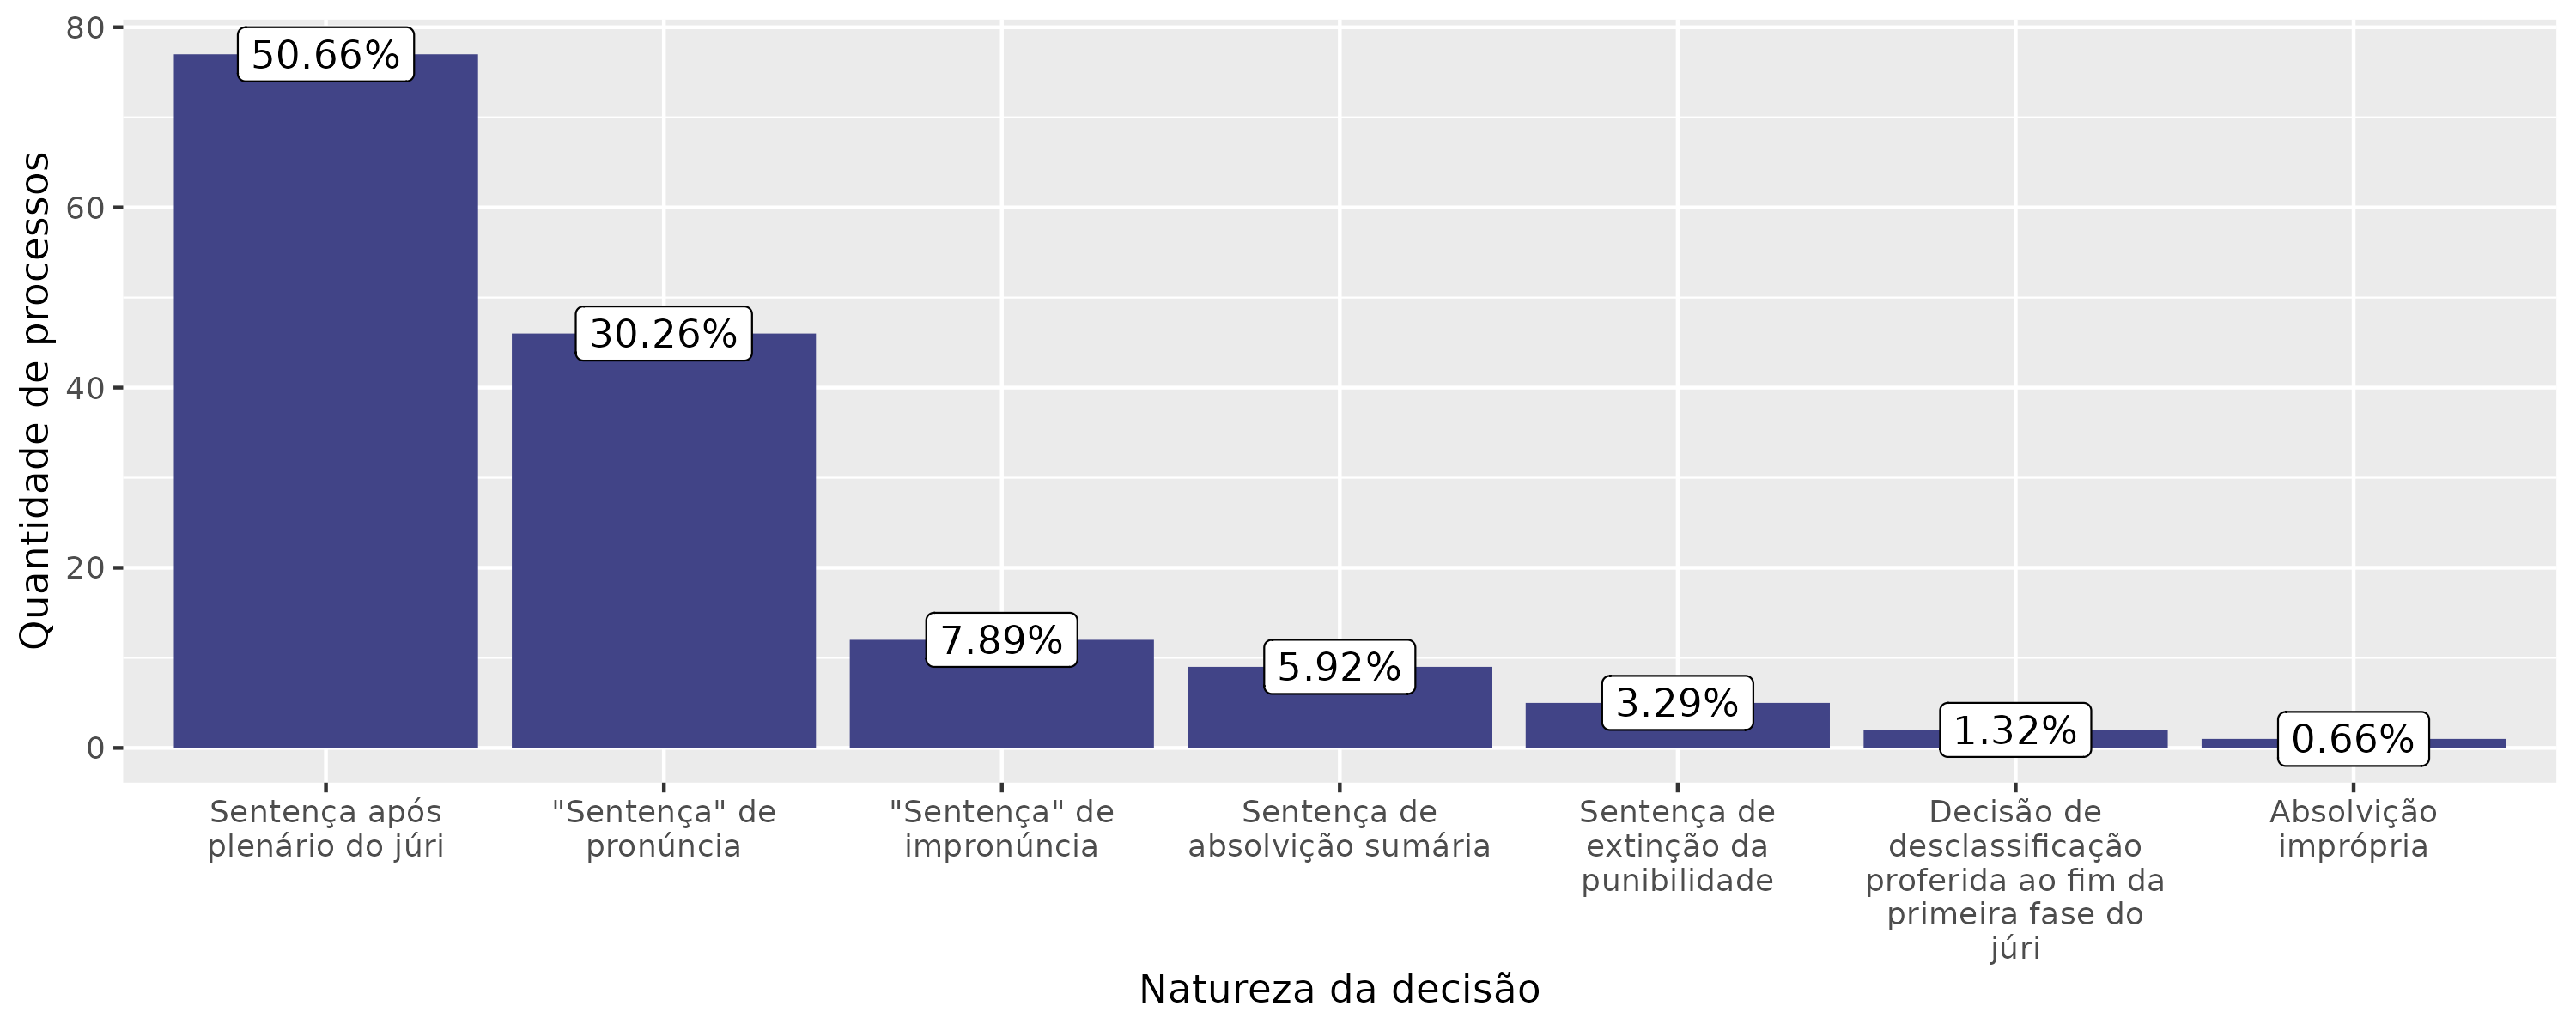 Quantidade de processos
80
60
40
20
0
50.66%
30.26%
7.89%
5.92%
3.29%
1.32%
0.66%
Sentença após
plenário do júri
"Sentença" de
pronúncia
"Sentença" de
impronúncia
Sentença de
absolvição sumária
Sentença de
extinção da
punibilidade
Decisão de
desclassificação
proferida ao fim da
primeira fase do
júri
Absolvição
imprópria
Natureza da decisão